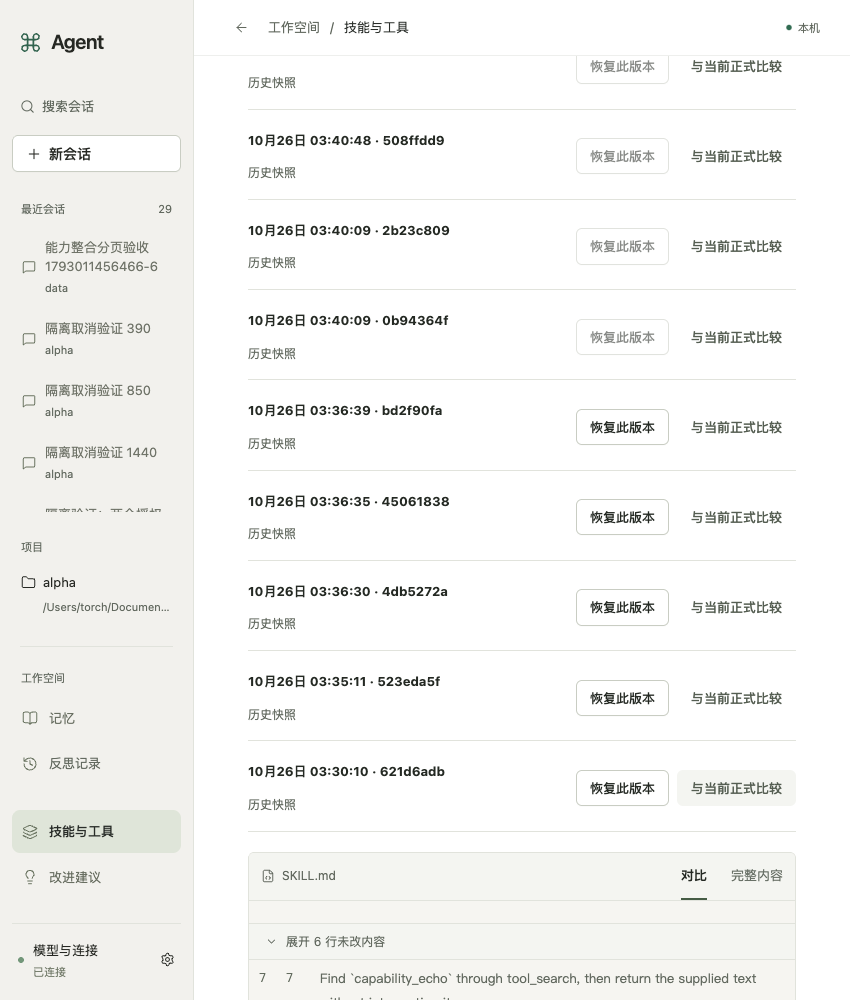 Agent
搜索会话
新会话
最近会话 29
能力整合分页验收
1793011456466-6
data
隔离取消验证 390
alpha
隔离取消验证 850
alpha
隔离取消验证 1440
alpha
项目
alpha
/Users/torch/Documen...
工作空间
记忆
反思记录
技能与工具
改进建议
模型与连接
已连接
工作空间 / 技能与工具
本机
恢复此版本 与当前正式比较
历史快照
10月26日 03:40:48 · 508ffdd9
恢复此版本 与当前正式比较
历史快照
10月26日 03:40:09 · 2b23c809
恢复此版本 与当前正式比较
历史快照
10月26日 03:40:09 · 0b94364f
恢复此版本 与当前正式比较
历史快照
10月26日 03:36:39 · bd2f90fa
恢复此版本 与当前正式比较
历史快照
10月26日 03:36:35 · 45061838
恢复此版本 与当前正式比较
历史快照
10月26日 03:36:30 · 4db5272a
恢复此版本 与当前正式比较
历史快照
10月26日 03:35:11 · 523eda5f
恢复此版本 与当前正式比较
历史快照
10月26日 03:30:10 · 621d6adb
恢复此版本 与当前正式比较
历史快照
SKILL.md 对比 完整内容
展开 6 行未改内容
7 7 Find `capability_echo` through tool_search, then return the supplied text